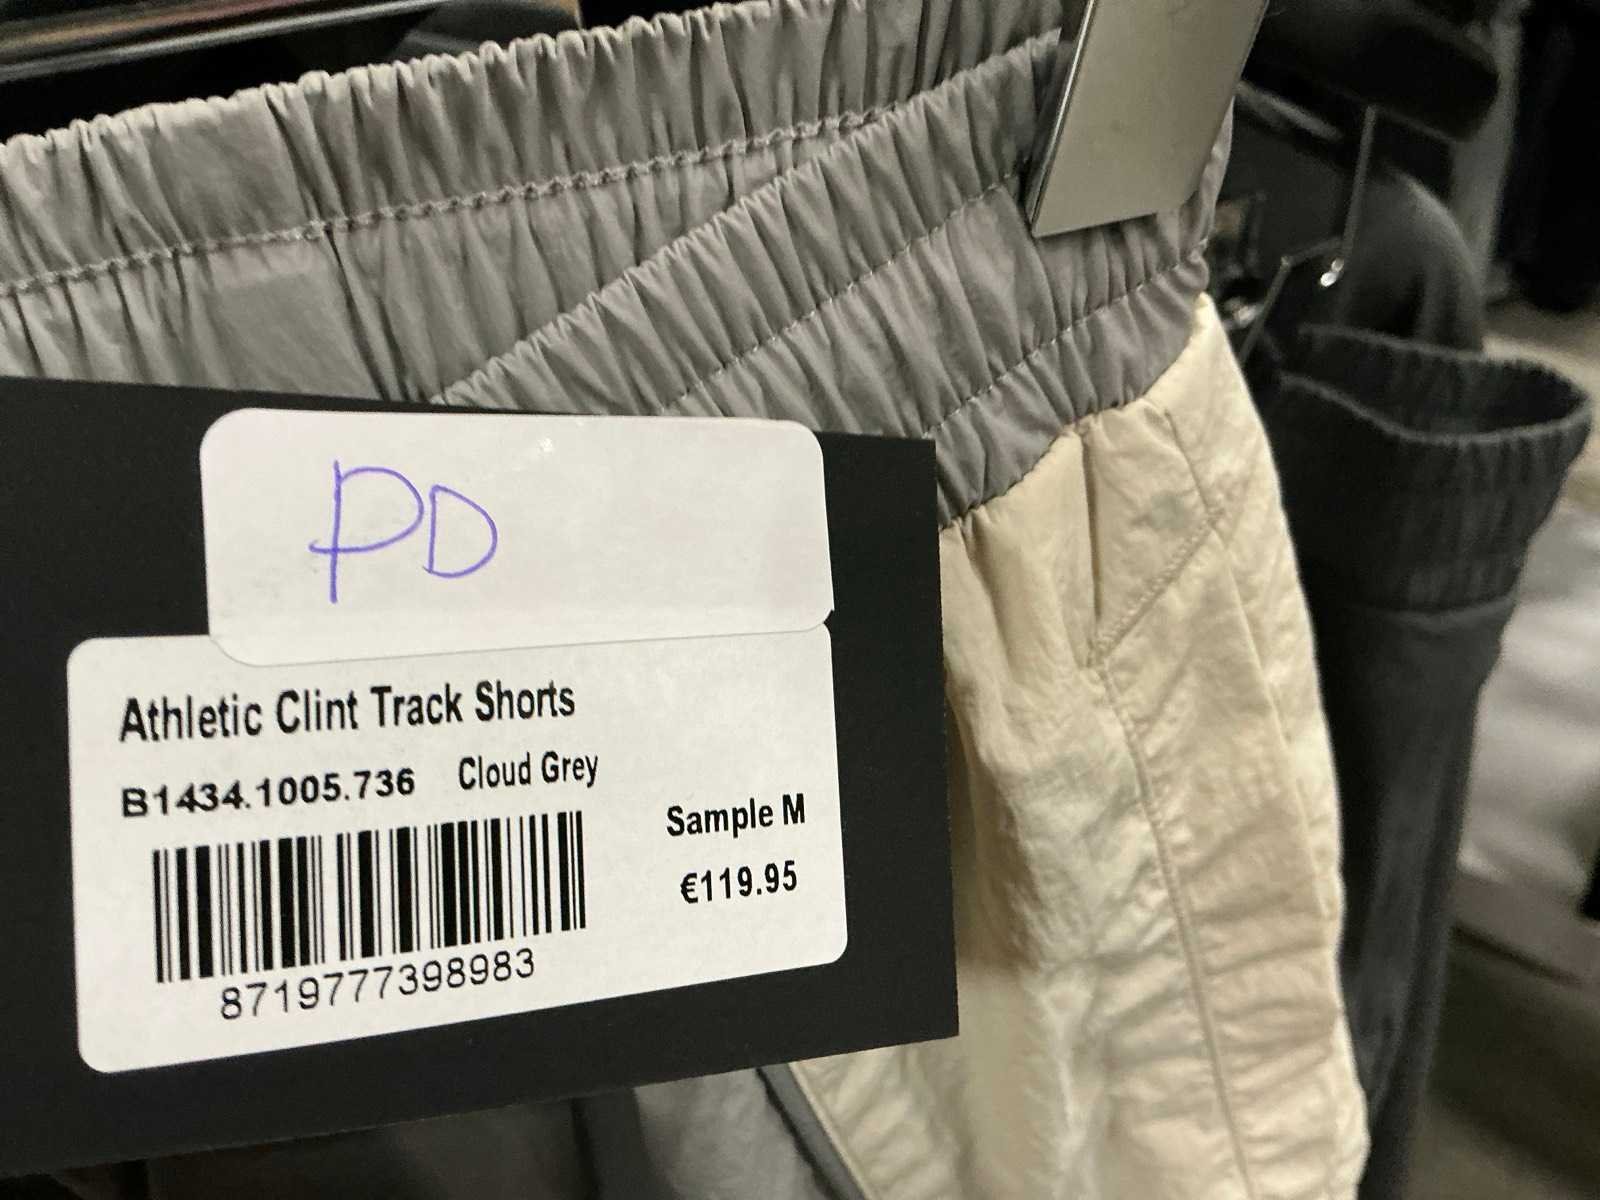 PD
Athletic Clint Track Shorts
B1434.1005.736 Cloud Grey
Sample M
€119.95
8719777398983